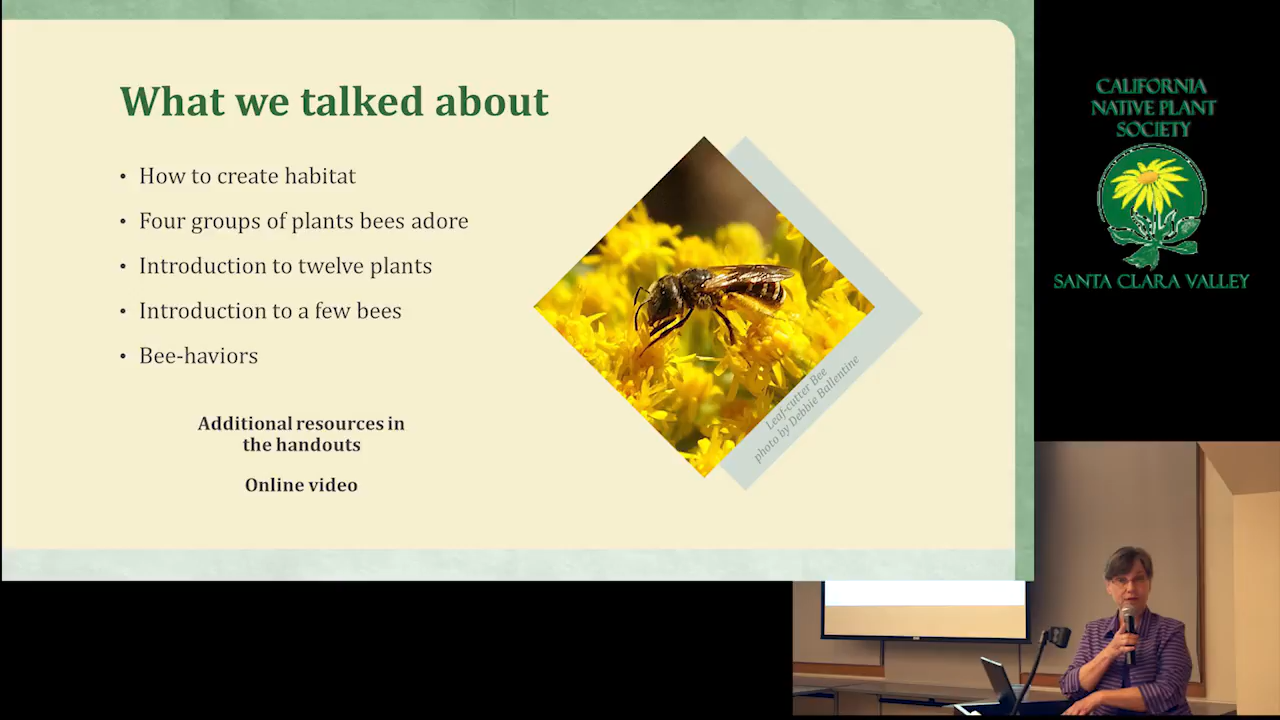 What we talked about
• How to create habitat
• Four groups of plants bees adore
• Introduction to twelve plants
• Introduction to a few bees
• Bee-haviors
Additional resources in
the handouts
Online video
Leaf-cutter Bee
photo by Debbie Ballentine
CALIFORNIA
NATIVE PLANT
SOCIETY
SANTA CLARA VALLEY